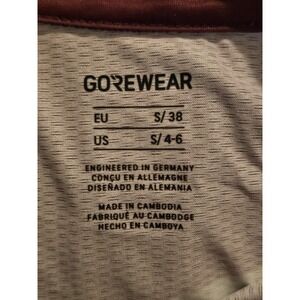 GOREWEAR
EU S/38
US S/4-6
ENGINEERED IN GERMANY
CONÇU EN ALLEMAGNE
DISEÑADO EN ALEMANIA
MADE IN CAMBODIA
FABRIQUÉ AU CAMBODGE
HECHO EN CAMBOYA